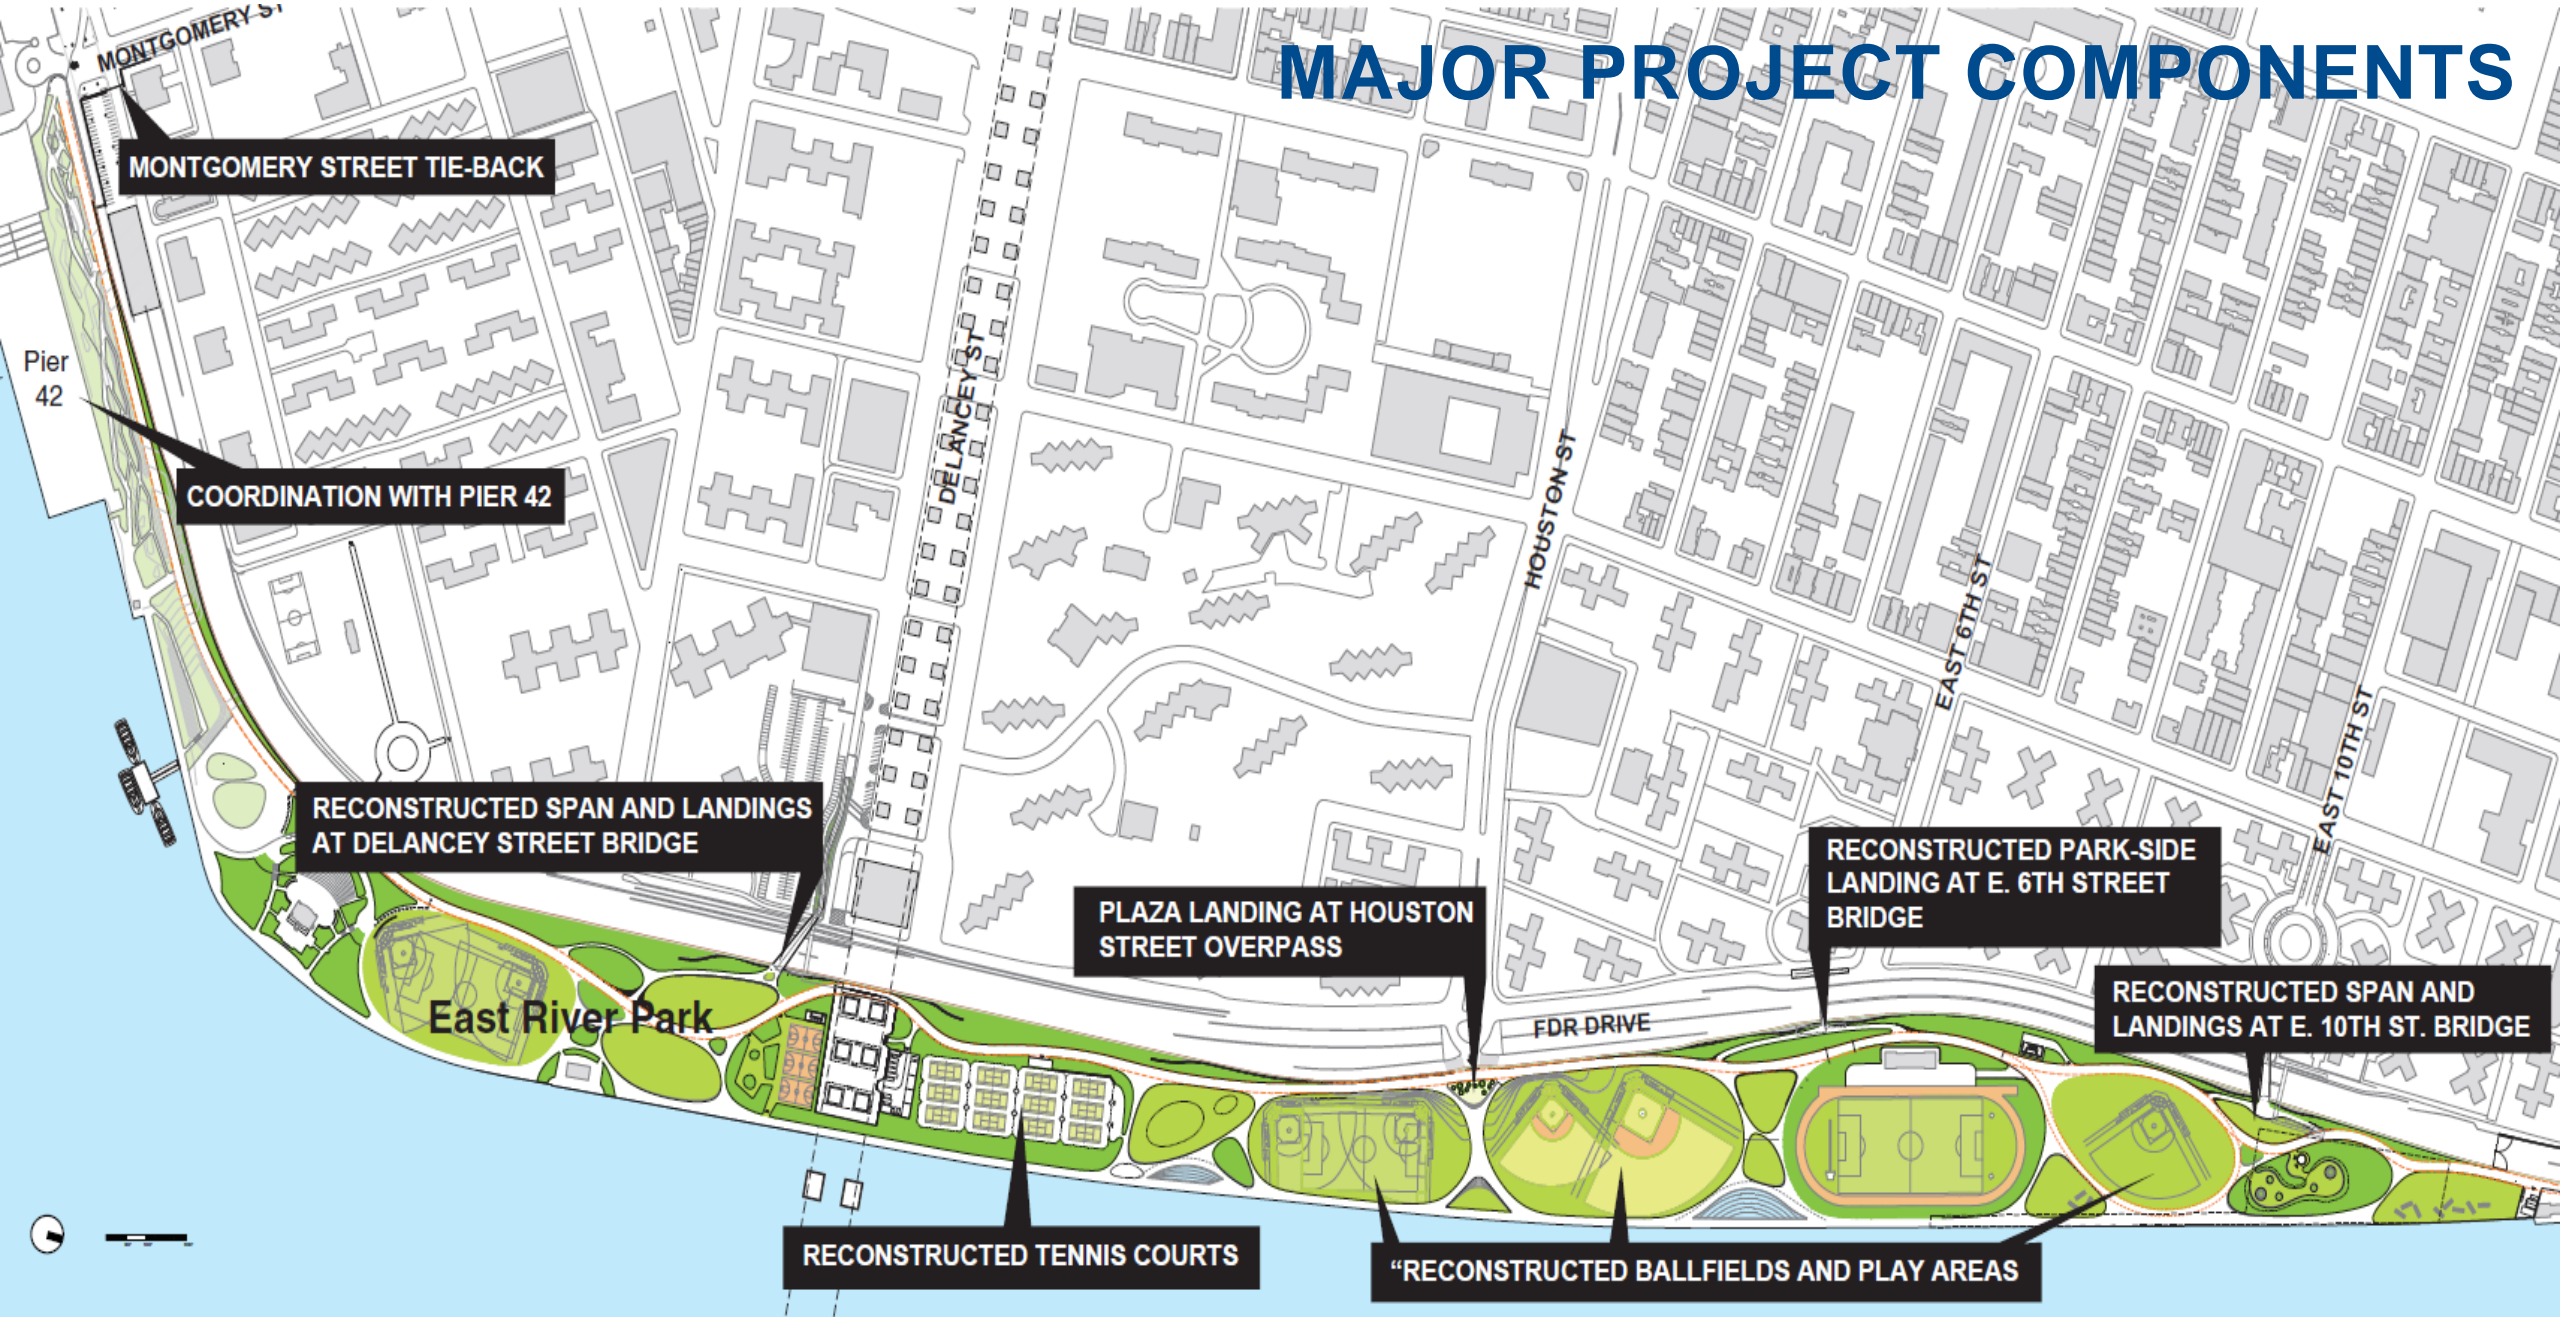 MAJOR PROJECT COMPONENTS
MONTGOMERY ST
MONTGOMERY STREET TIE-BACK
Pier
42
COORDINATION WITH PIER 42
DELANCEY ST
HOUSTON ST
EAST 6TH ST
EAST 10TH ST
RECONSTRUCTED SPAN AND LANDINGS
AT DELANCEY STREET BRIDGE
PLAZA LANDING AT HOUSTON
STREET OVERPASS
RECONSTRUCTED PARK-SIDE
LANDING AT E. 6TH STREET
BRIDGE
RECONSTRUCTED SPAN AND
LANDINGS AT E. 10TH ST. BRIDGE
East River Park
FDR DRIVE
RECONSTRUCTED TENNIS COURTS
“RECONSTRUCTED BALLFIELDS AND PLAY AREAS